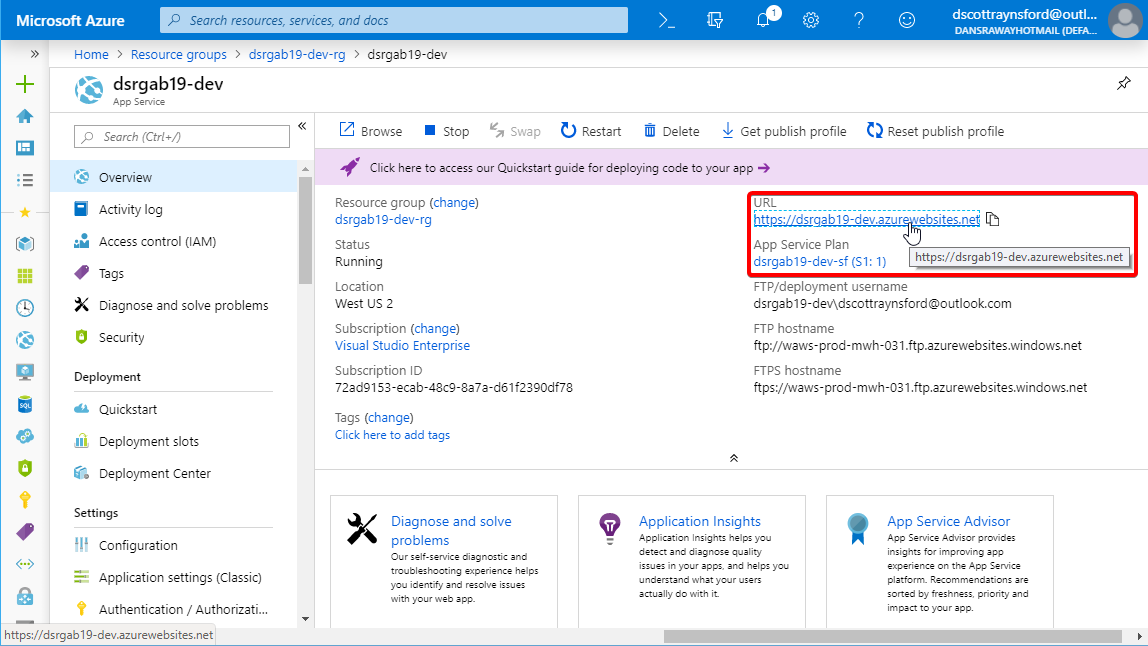 Microsoft Azure
Search resources, services, and docs
1
dscottraynsford@outl...
DANSRAWAYHOTMAIL (DEFA...
Home > Resource groups > dsrgab19-dev-rg > dsrgab19-dev
dsrgab19-dev
App Service
Search (Ctrl+/)
Overview
Activity log
Access control (IAM)
Tags
Diagnose and solve problems
Security
Deployment
Quickstart
Deployment slots
Deployment Center
Settings
Configuration
Application settings (Classic)
Authentication / Authorizati...
Browse
Stop
Swap
Restart
Delete
Get publish profile
Reset publish profile
Click here to access our Quickstart guide for deploying code to your app
Resource group (change)
dsrgab19-dev-rg
Status
Running
Location
West US 2
Subscription (change)
Visual Studio Enterprise
Subscription ID
72ad9153-ecab-48c9-8a7a-d61f2390df78
Tags (change)
Click here to add tags
URL
https://dsrgab19-dev.azurewebsites.net
App Service Plan
dsrgab19-dev-sf (S1: 1)
https://dsrgab19-dev.azurewebsites.net
FTP/deployment username
dsrgab19-dev\dscottraynsford@outlook.com
FTP hostname
ftp://waws-prod-mwh-031.ftp.azurewebsites.windows.net
FTPS hostname
ftps://waws-prod-mwh-031.ftp.azurewebsites.windows.net
Diagnose and solve
problems
Our self-service diagnostic and
troubleshooting experience helps
you identify and resolve issues
with your web app.
Application Insights
Application Insights helps you
detect and diagnose quality
issues in your apps, and helps you
understand what your users
actually do with it.
App Service Advisor
App Service Advisor provides
insights for improving app
experience on the App Service
platform. Recommendations are
sorted by freshness, priority and
impact to your app.
SQL
https://dsrgab19-dev.azurewebsites.net